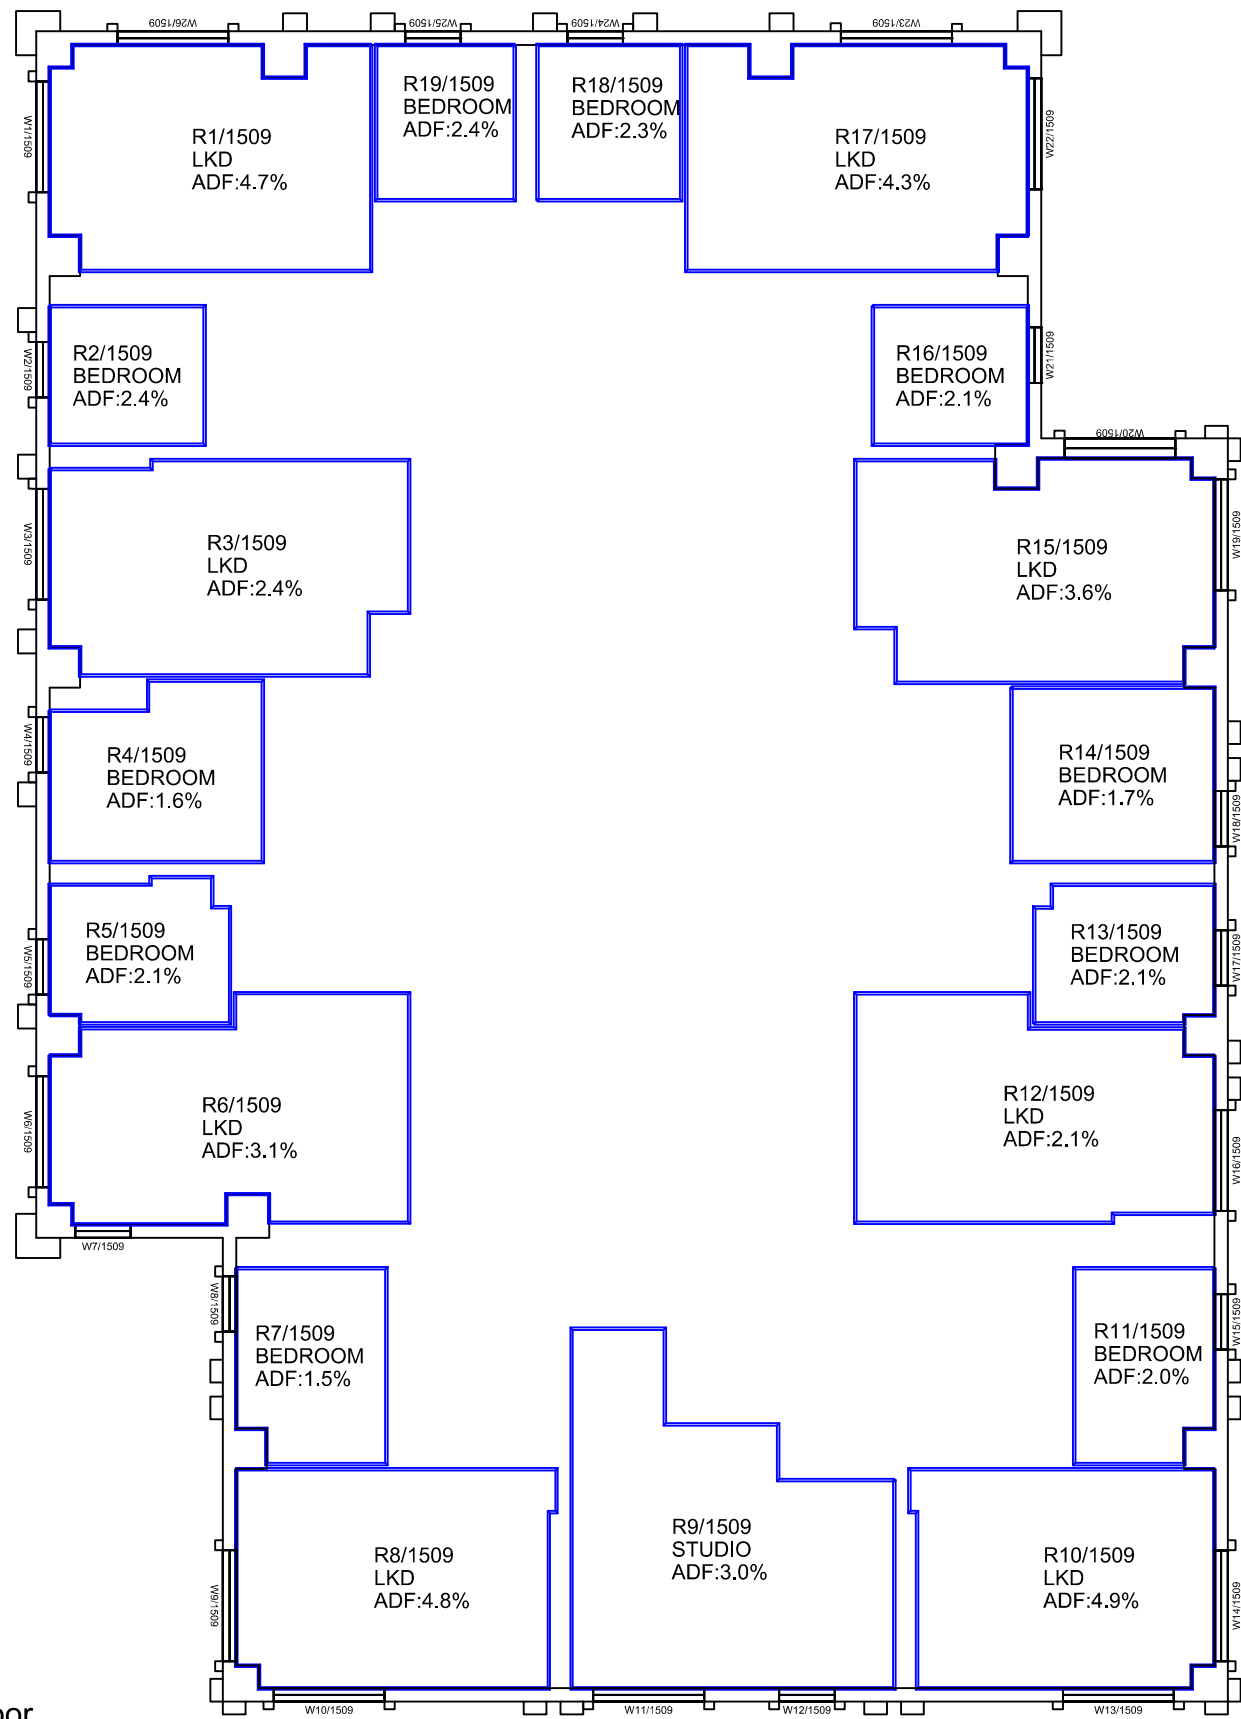 W26/1509
W25/1509
W24/1509
W23/1509
W1/1509
R1/1509
LKD
ADF:4.7%
R19/1509
BEDROOM
ADF:2.4%
R18/1509
BEDROOM
ADF:2.3%
R17/1509
LKD
ADF:4.3%
W22/1509
W2/1509
R2/1509
BEDROOM
ADF:2.4%
R16/1509
BEDROOM
ADF:2.1%
W21/1509
W20/1509
W3/1509
R3/1509
LKD
ADF:2.4%
R15/1509
LKD
ADF:3.6%
W19/1509
W4/1509
R4/1509
BEDROOM
ADF:1.6%
R14/1509
BEDROOM
ADF:1.7%
W18/1509
W5/1509
R5/1509
BEDROOM
ADF:2.1%
R13/1509
BEDROOM
ADF:2.1%
W17/1509
W6/1509
R6/1509
LKD
ADF:3.1%
R12/1509
LKD
ADF:2.1%
W16/1509
W7/1509
W8/1509
R7/1509
BEDROOM
ADF:1.5%
R11/1509
BEDROOM
ADF:2.0%
W15/1509
W9/1509
R8/1509
LKD
ADF:4.8%
R9/1509
STUDIO
ADF:3.0%
R10/1509
LKD
ADF:4.9%
W14/1509
W10/1509
W11/1509
W12/1509
W13/1509